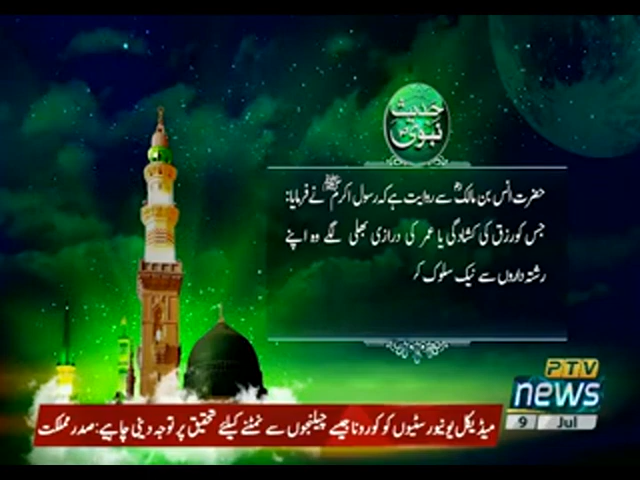 حدیث
نبوی
حضرت انس بن مالکؓ سے روایت ہے کہ رسول اکرم ﷺ نے فرمایا:
جس کو رزق کی کشادگی یا عمر کی درازی بھلی لگے وہ اپنے
رشتہ داروں سے نیک سلوک
PTV
news
9 Jul
میڈیکل یونیورسٹیوں کو کورونا جیسے چیلنجوں سے نمٹنے کیلئے تحقیق پر توجہ دینی چاہیے: صدر مملکت